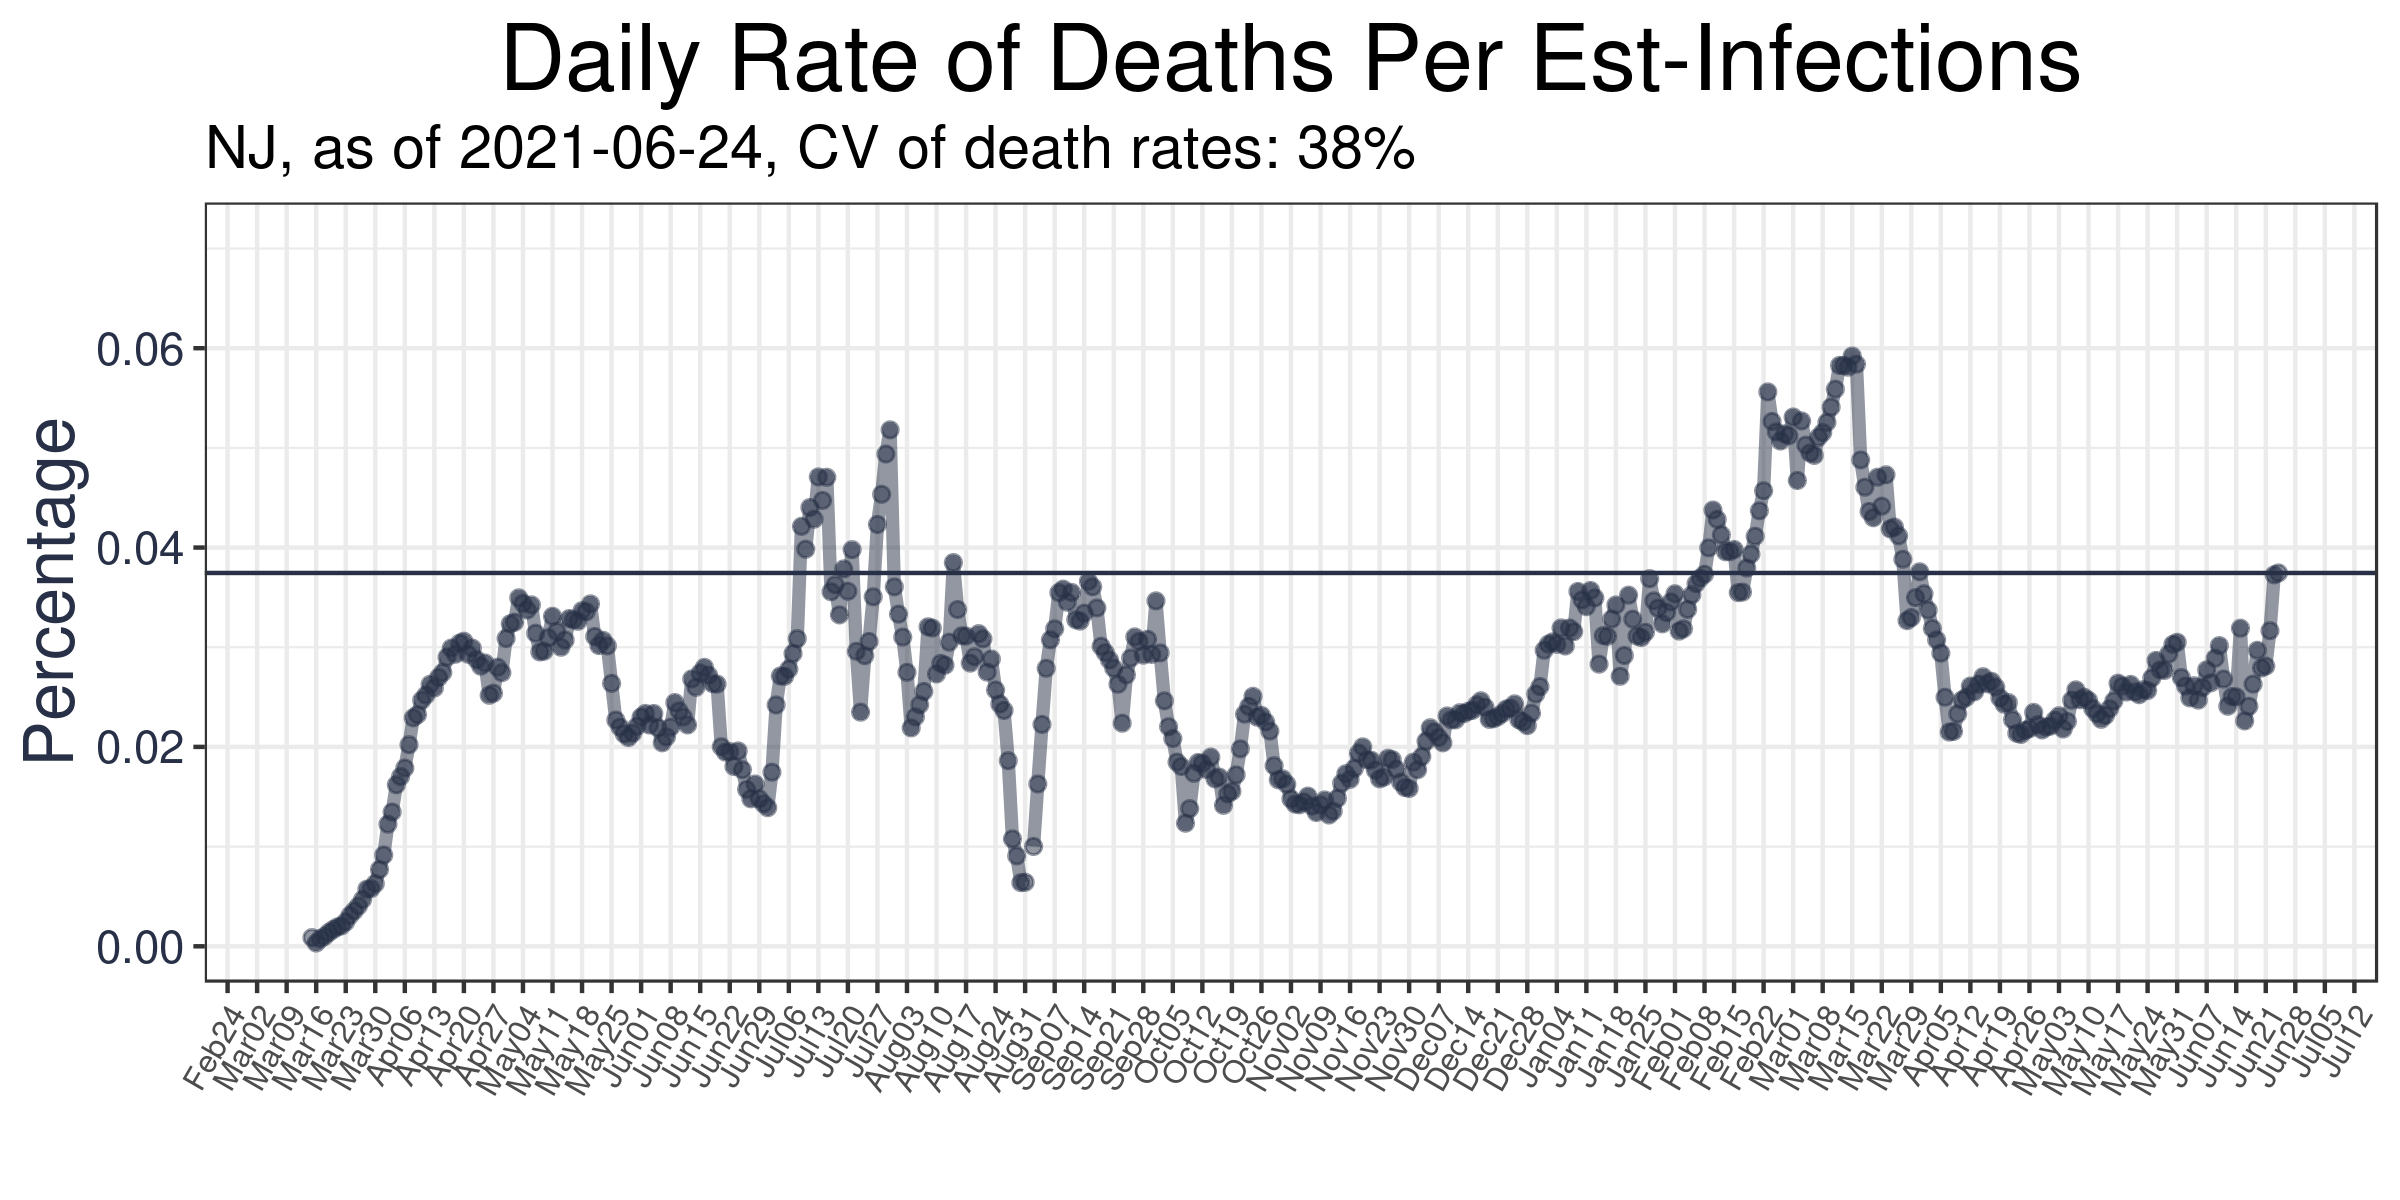 Daily Rate of Deaths Per Est-Infections
NJ, as of 2021-06-24, CV of death rates: 38%
Percentage
0.06
0.04
0.02
0.00
Feb24
Mar02
Mar09
Mar16
Mar23
Mar30
Apr06
Apr13
Apr20
Apr27
May04
May11
May18
May25
Jun01
Jun08
Jun15
Jun22
Jun29
Jul06
Jul13
Jul20
Jul27
Aug03
Aug10
Aug17
Aug24
Aug31
Sep07
Sep14
Sep21
Sep28
Oct05
Oct12
Oct19
Oct26
Nov02
Nov09
Nov16
Nov23
Nov30
Dec07
Dec14
Dec21
Dec28
Jan04
Jan11
Jan18
Jan25
Feb01
Feb08
Feb15
Feb22
Mar01
Mar08
Mar15
Mar22
Mar29
Apr05
Apr12
Apr19
Apr26
May03
May10
May17
May24
May31
Jun07
Jun14
Jun21
Jun28
Jul05
Jul12